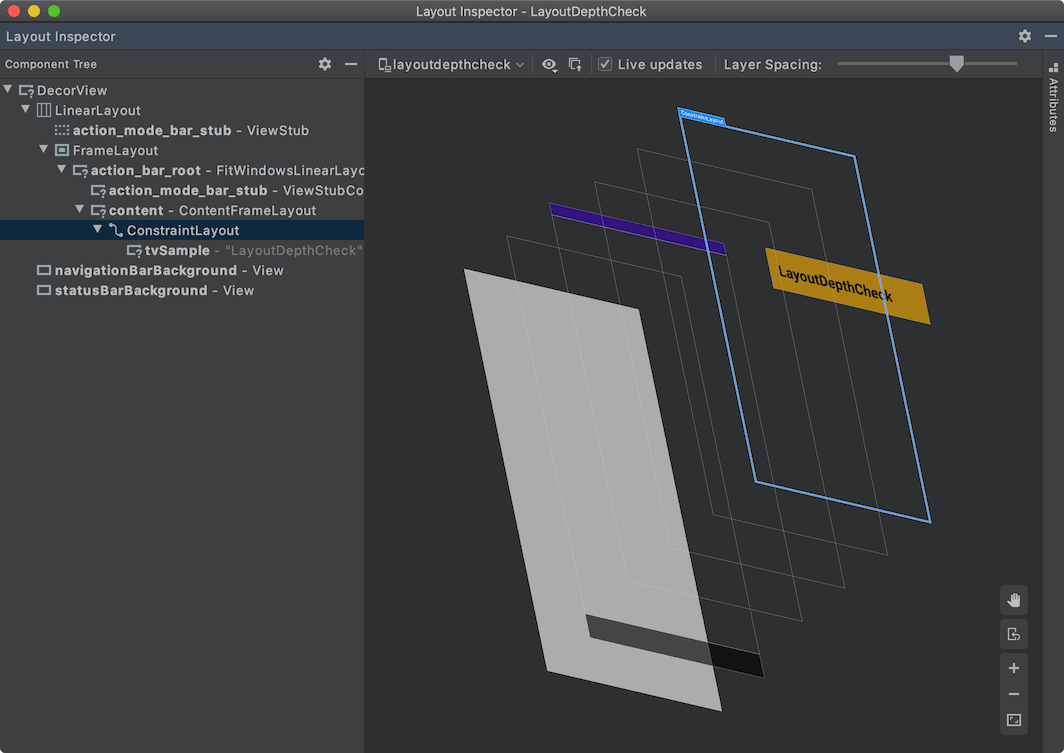 Layout Inspector - LayoutDepthCheck
Layout Inspector
Component Tree
layoutdepthcheck
Live updates
Layer Spacing:
Attributes
DecorView
LinearLayout
action_mode_bar_stub - ViewStub
FrameLayout
action_bar_root - FitWindowsLinearLayo
action_mode_bar_stub - ViewStubCo
content - ContentFrameLayout
ConstraintLayout
tvSample - "LayoutDepthCheck"
navigationBarBackground - View
statusBarBackground - View
ConstraintLayout
LayoutDepthCheck